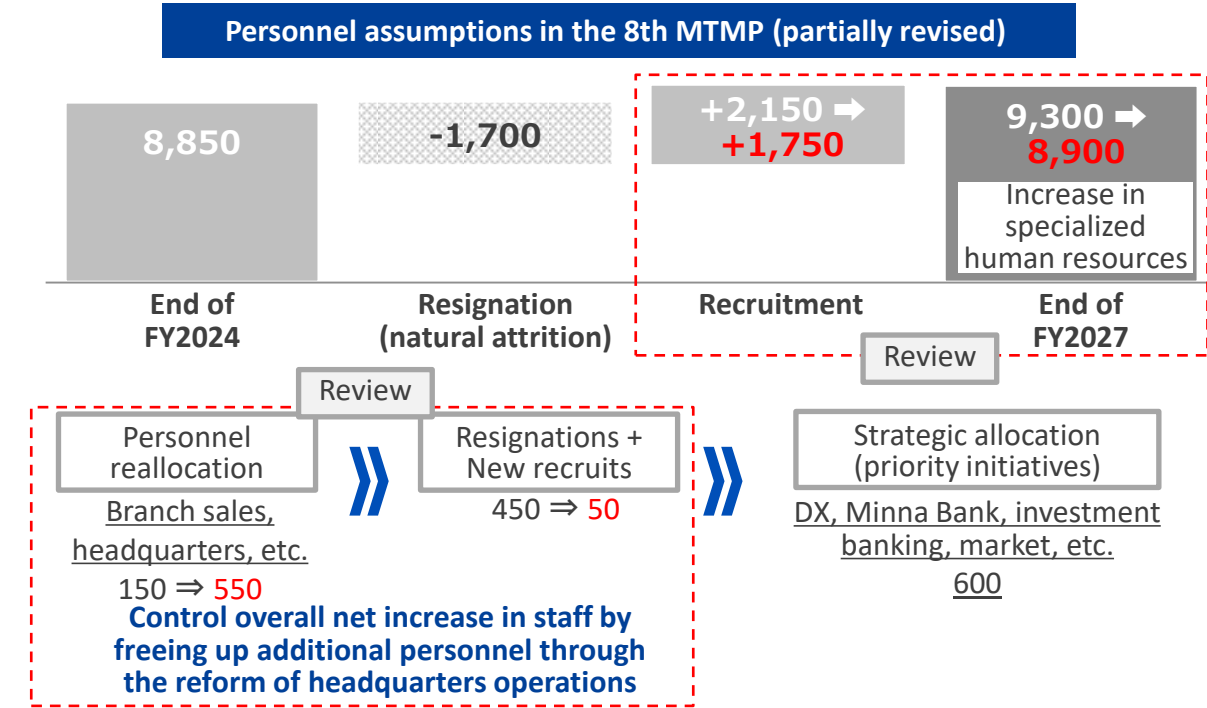 Personnel assumptions in the 8th MTMP (partially revised)
8,850
-1,700
+2,150 ➡
+1,750
9,300 ➡
8,900
Increase in
specialized
human resources
End of
FY2024
Resignation
(natural attrition)
Recruitment
End of
FY2027
Review
Review
Personnel
reallocation
Branch sales,
headquarters, etc.
150 ⇒ 550
Resignations +
New recruits
450 ⇒ 50
Strategic allocation
(priority initiatives)
DX, Minna Bank, investment
banking, market, etc.
600
Control overall net increase in staff by
freeing up additional personnel through
the reform of headquarters operations